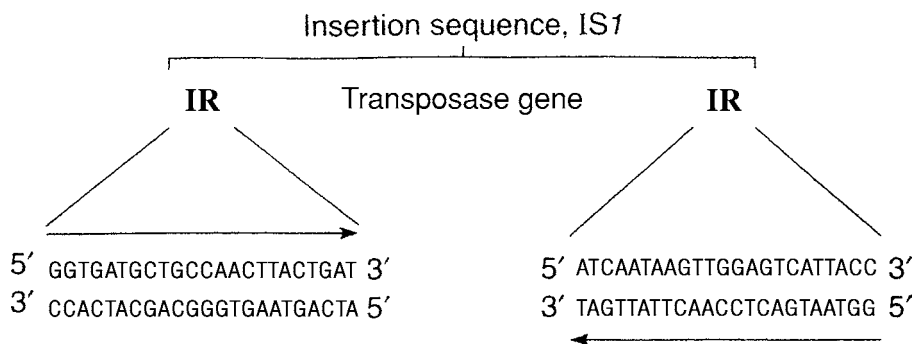 Insertion sequence, IS1
IR Transposase gene IR
5′ GGTGATGCTGCCAACTTACTGAT 3′ 5′ ATCAATAAGTTGGAGTCATTACC 3′
3′ CCACTACGACGGGTGAATGACTA 5′ 3′ TAGTTATTCAACCTCAGTAATGG 5′